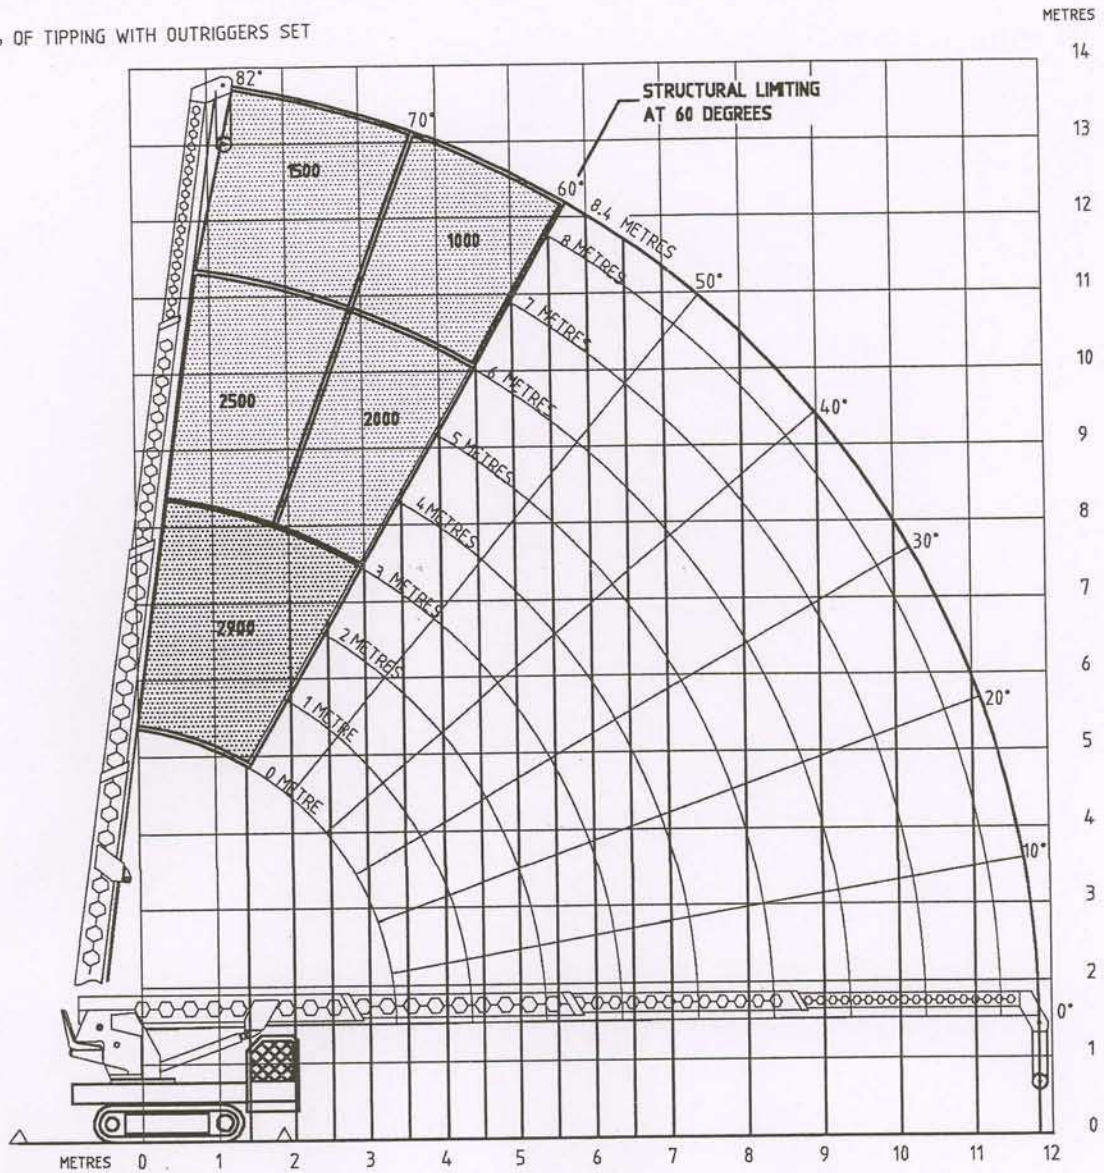 METRES
OF TIPPING WITH OUTRIGGERS SET
14
82°
STRUCTURAL LIMITING
AT 60 DEGREES
70°
13
1500
60°
8.4 METRES
12
1000
8 METRES
50°
11
7 METRES
10
6 METRES
2500
2000
40°
9
5 METRES
4 METRES
8
30°
3 METRES
7
2900
2 METRES
6
1 METRE
20°
5
0 METRE
4
10°
3
2
0°
1
0
METRES 0 1 2 3 4 5 6 7 8 9 10 11 12